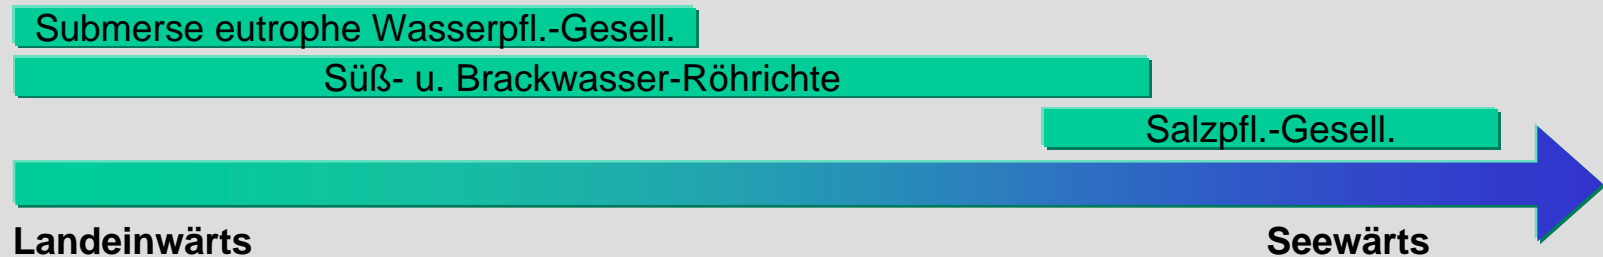 Submerse eutrophe Wasserpfl.-Gesell.
Süß- u. Brackwasser-Röhrichte
Salzpfl.-Gesell.
Landeinwärts
Seewärts